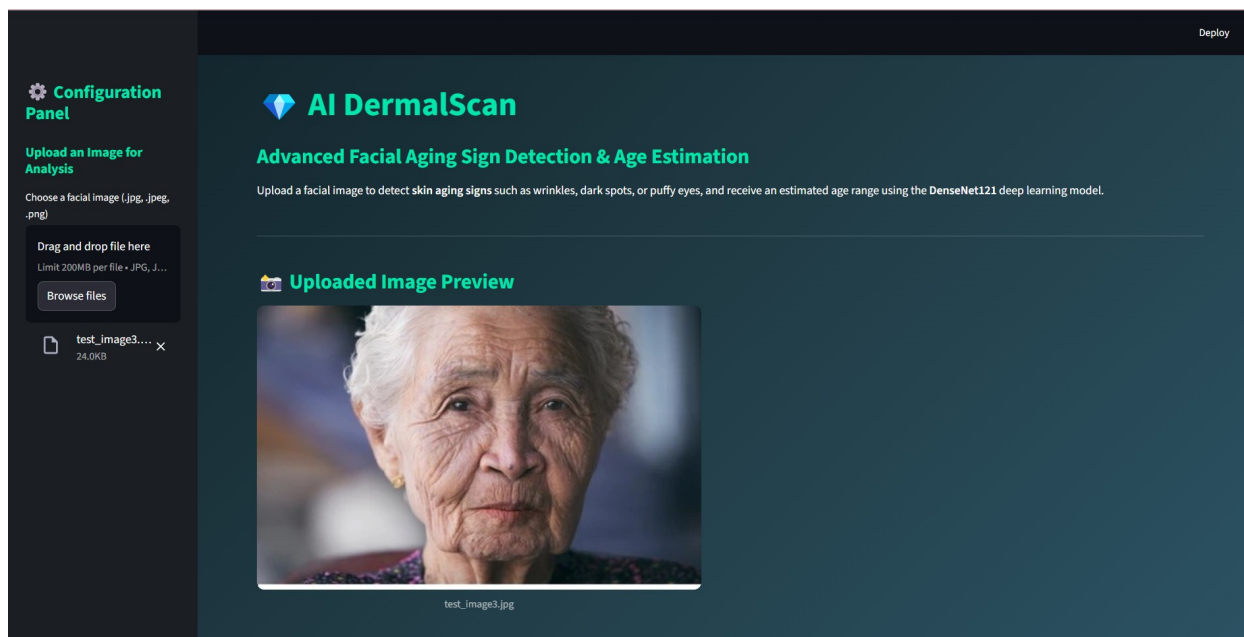 Deploy
Configuration
Panel
Upload an Image for
Analysis
Choose a facial image (.jpg, .jpeg,
.png)
Drag and drop file here
Limit 200MB per file • JPG, J...
Browse files
test_image3....
24.0KB
AI DermalScan
Advanced Facial Aging Sign Detection & Age Estimation
Upload a facial image to detect skin aging signs such as wrinkles, dark spots, or puffy eyes, and receive an estimated age range using the DenseNet121 deep learning model.
Uploaded Image Preview
test_image3.jpg